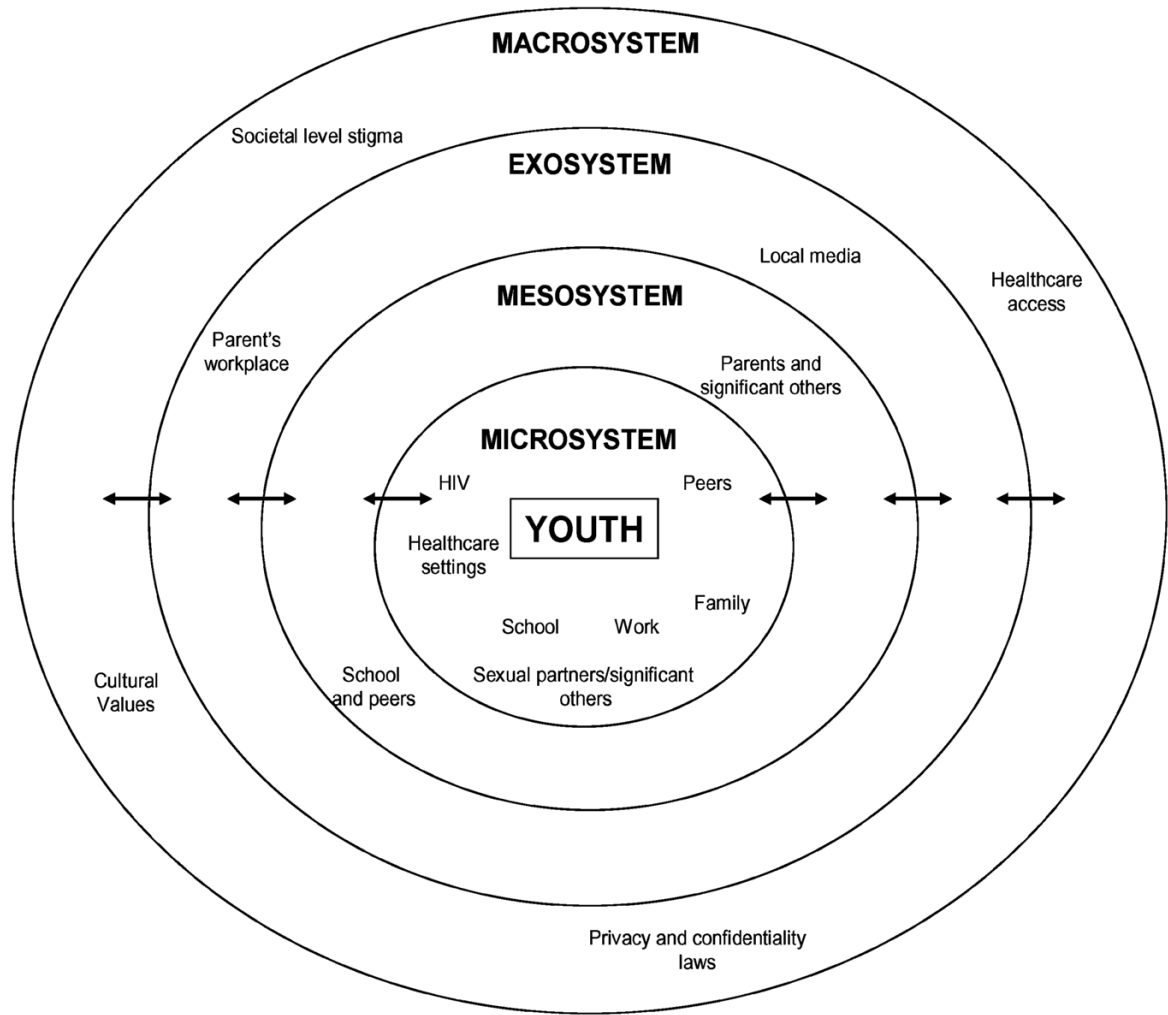 MACROSYSTEM
Societal level stigma
EXOSYSTEM
Local media
Healthcare
access
MESOSYSTEM
Parent's
workplace
Parents and
significant others
MICROSYSTEM
HIV
Peers
YOUTH
Healthcare
settings
Family
School
Work
Cultural
Values
School
and peers
Sexual partners/significant
others
Privacy and confidentiality
laws